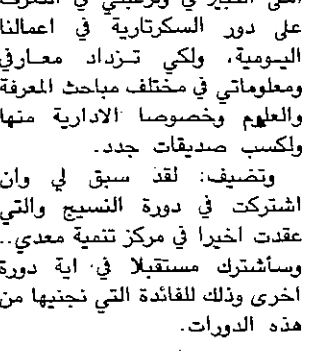 على دور السكرتارية في اعمالنا
اليومية، ولكي تزداد معارفي
ومعلوماتي في مختلف مباحث المعرفة
والعلوم وخصوصا الادارية منها
ولكسب صديقات جدد.
وتضيف: لقد سبق لي وان
اشتركت في دورة النسيج والتي
عقدت اخيرا في مركز تنمية معدي..
وسأشترك مستقبلا في اية دورة
اخرى وذلك للفائدة التي نجنيها من
هذه الدورات.